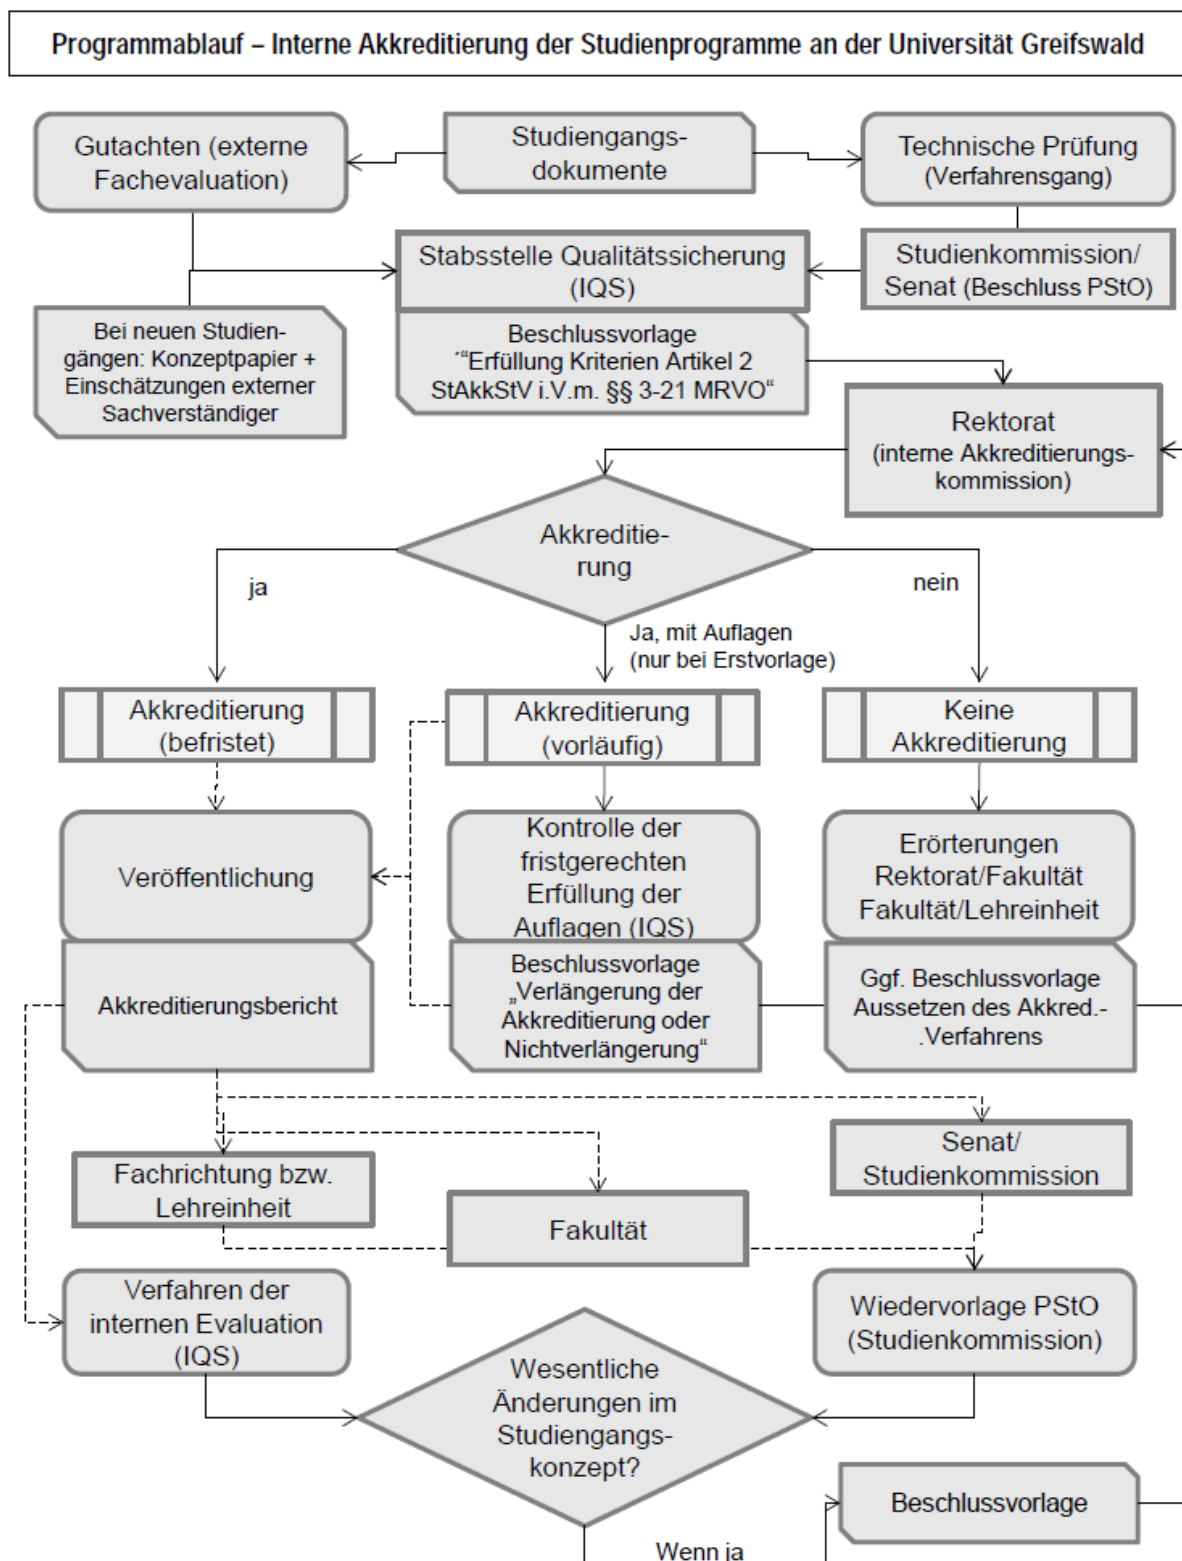 Programmablauf – Interne Akkreditierung der Studienprogramme an der Universität Greifswald
Gutachten (externe
Fachevaluation)
Studiengangs-
dokumente
Technische Prüfung
(Verfahrensgang)
Stabsstelle Qualitätssicherung
(IQS)
Studienkommission/
Senat (Beschluss PStO)
Bei neuen Studien-
gängen: Konzeptpapier +
Einschätzungen externer
Sachverständiger
Beschlussvorlage
´“Erfüllung Kriterien Artikel 2
StAkkStV i.V.m. §§ 3-21 MRVO“
Rektorat
(interne Akkreditierungs-
kommission)
Akkreditie-
rung
ja
nein
Ja, mit Auflagen
(nur bei Erstvorlage)
Akkreditierung
(befristet)
Akkreditierung
(vorläufig)
Keine
Akkreditierung
Veröffentlichung
Kontrolle der
fristgerechten
Erfüllung der
Auflagen (IQS)
Erörterungen
Rektorat/Fakultät
Fakultät/Lehreinheit
Akkreditierungsbericht
Beschlussvorlage
„Verlängerung der
Akkreditierung oder
Nichtverlängerung“
Ggf. Beschlussvorlage
Aussetzen des Akkred.-
.Verfahrens
Fachrichtung bzw.
Lehreinheit
Fakultät
Senat/
Studienkommission
Verfahren der
internen Evaluation
(IQS)
Wiedervorlage PStO
(Studienkommission)
Wesentliche
Änderungen im
Studiengangs-
konzept?
Beschlussvorlage
Wenn ja